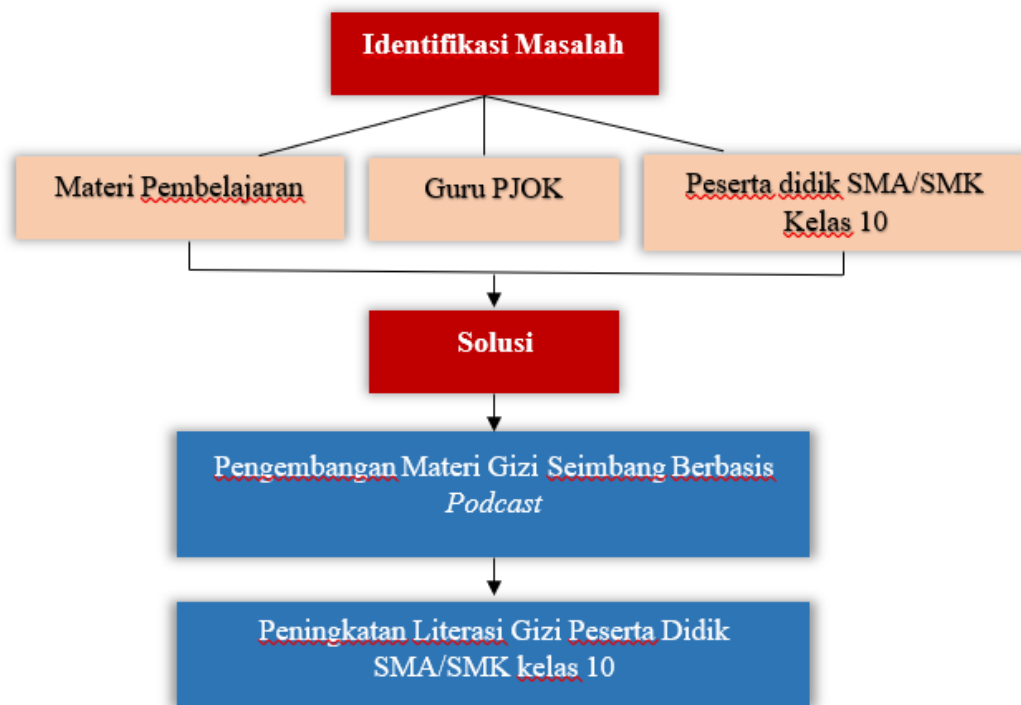 Identifikasi Masalah
Materi Pembelajaran
Guru PJOK
Peserta didik SMA/SMK
Kelas 10
Solusi
Pengembangan Materi Gizi Seimbang Berbasis
Podcast
Peningkatan Literasi Gizi Peserta Didik
SMA/SMK kelas 10